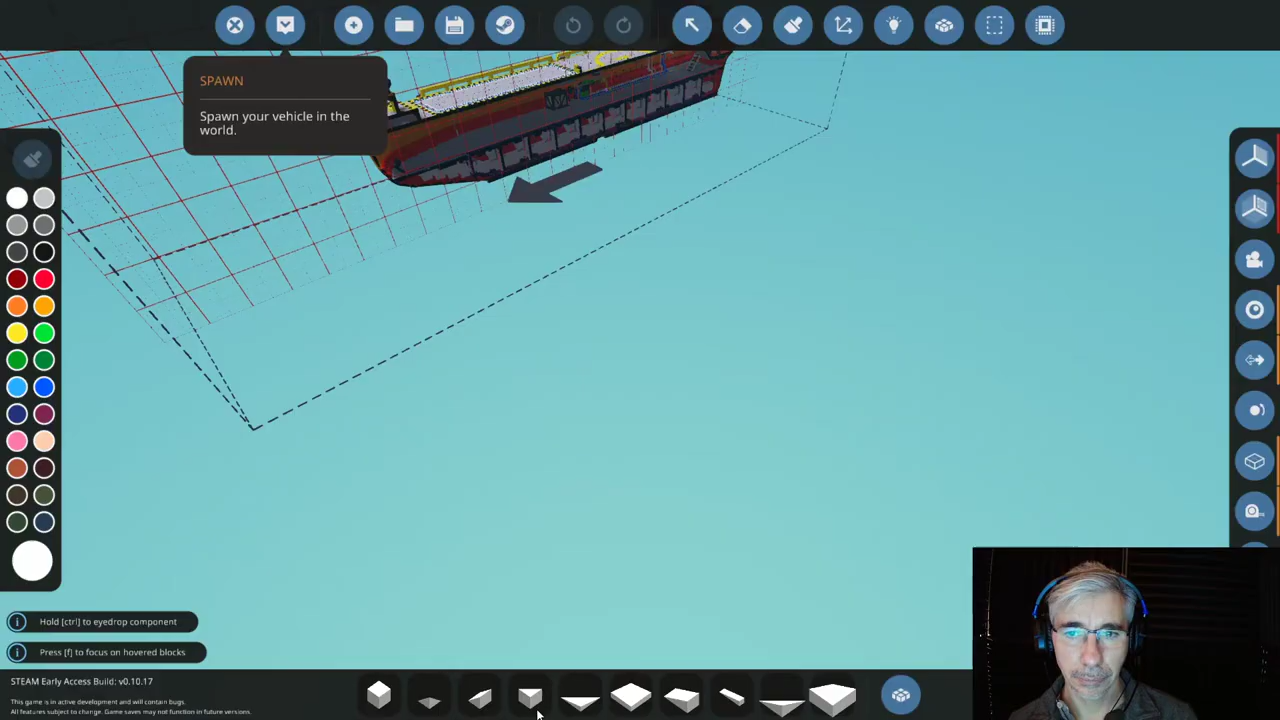 SPAWN
Spawn your vehicle in the
world.
Hold [ctrl] to eyedrop component
Press [f] to focus on hovered blocks
STEAM Early Access Build: v0.10.17
This game is in active development and will contain bugs.
All features subject to change. Game saves may not function in future versions.